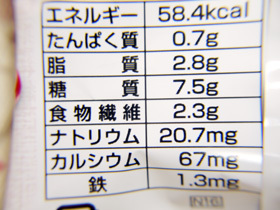 エネルギー 58.4kcal
たんぱく質 0.7g
脂質 2.8g
糖質 7.5g
食物繊維 2.3g
ナトリウム 20.7mg
カルシウム 67mg
鉄 1.3mg
N16